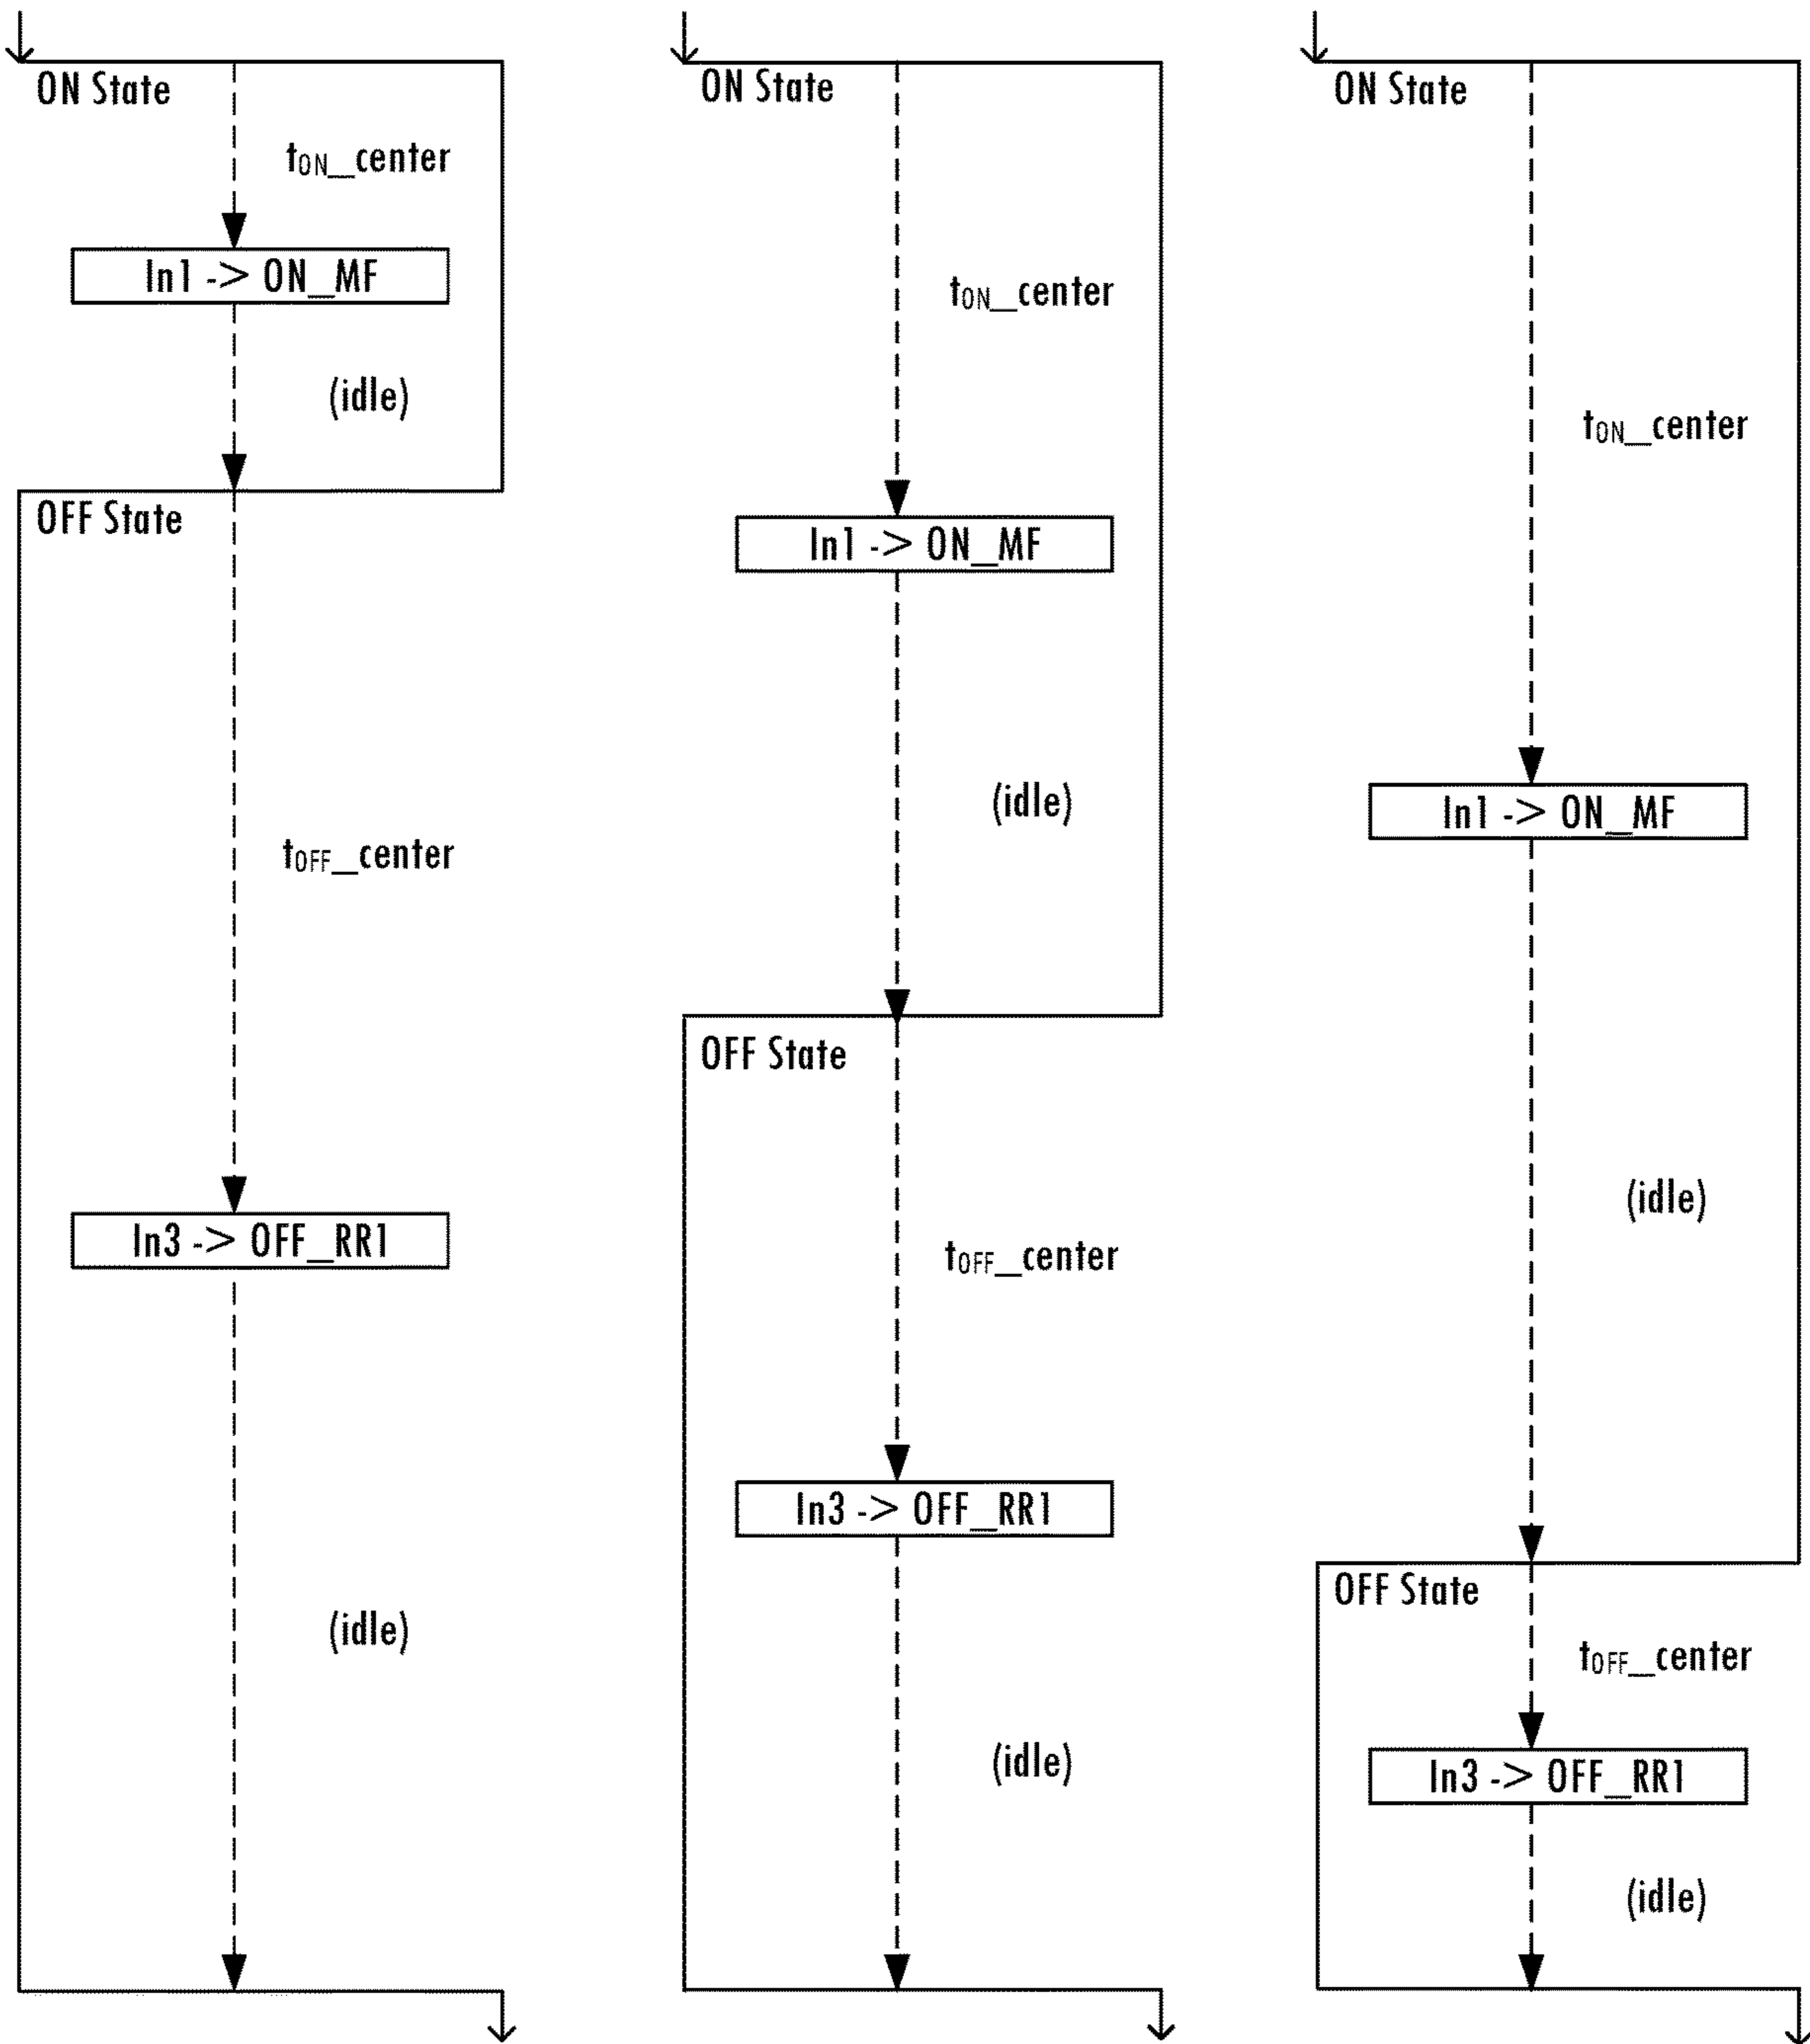 ON State
tON_center
In1 -> ON_MF
(idle)
OFF State
tOFF_center
In3 -> OFF_RR1
(idle)
ON State
tON_center
In1 -> ON_MF
(idle)
OFF State
tOFF_center
In3 -> OFF_RR1
(idle)
ON State
tON_center
In1 -> ON_MF
(idle)
OFF State
tOFF_center
In3 -> OFF_RR1
(idle)